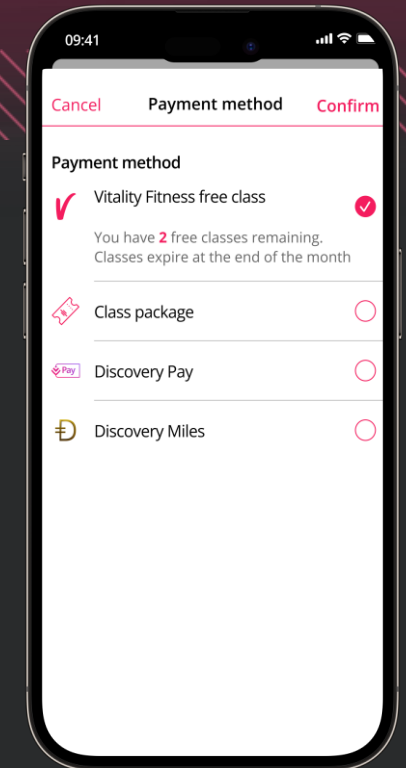 09:41
Cancel Payment method Confirm
Payment method
Vitality Fitness free class
You have 2 free classes remaining.
Classes expire at the end of the month
Class package
Pay Discovery Pay
Discovery Miles